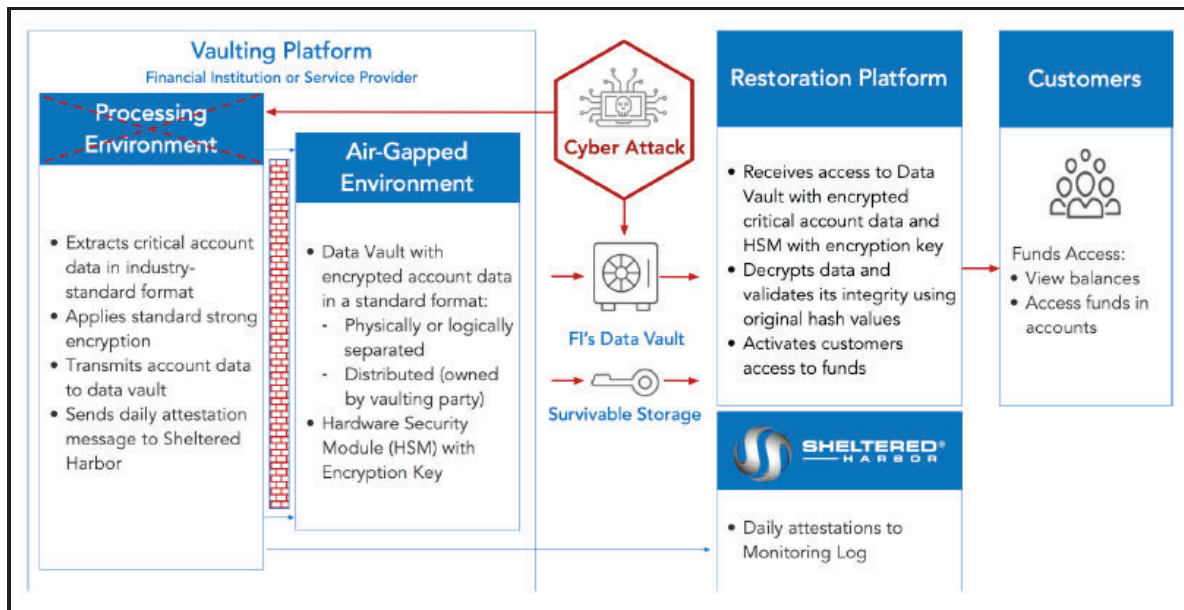 Vaulting Platform
Financial Institution or Service Provider
Processing
Environment
• Extracts critical account
data in industry-
standard format
• Applies standard strong
encryption
• Transmits account data
to data vault
• Sends daily attestation
message to Sheltered
Harbor
Air-Gapped
Environment
• Data Vault with
encrypted account data
in a standard format:
- Physically or logically
separated
- Distributed (owned
by vaulting party)
• Hardware Security
Module (HSM) with
Encryption Key
Cyber Attack
FI's Data Vault
Survivable Storage
Restoration Platform
• Receives access to Data
Vault with encrypted
critical account data and
HSM with encryption key
• Decrypts data and
validates its integrity using
original hash values
• Activates customers
access to funds
SHELTERED®
HARBOR
• Daily attestations to
Monitoring Log
Customers
Funds Access:
• View balances
• Access funds in
accounts